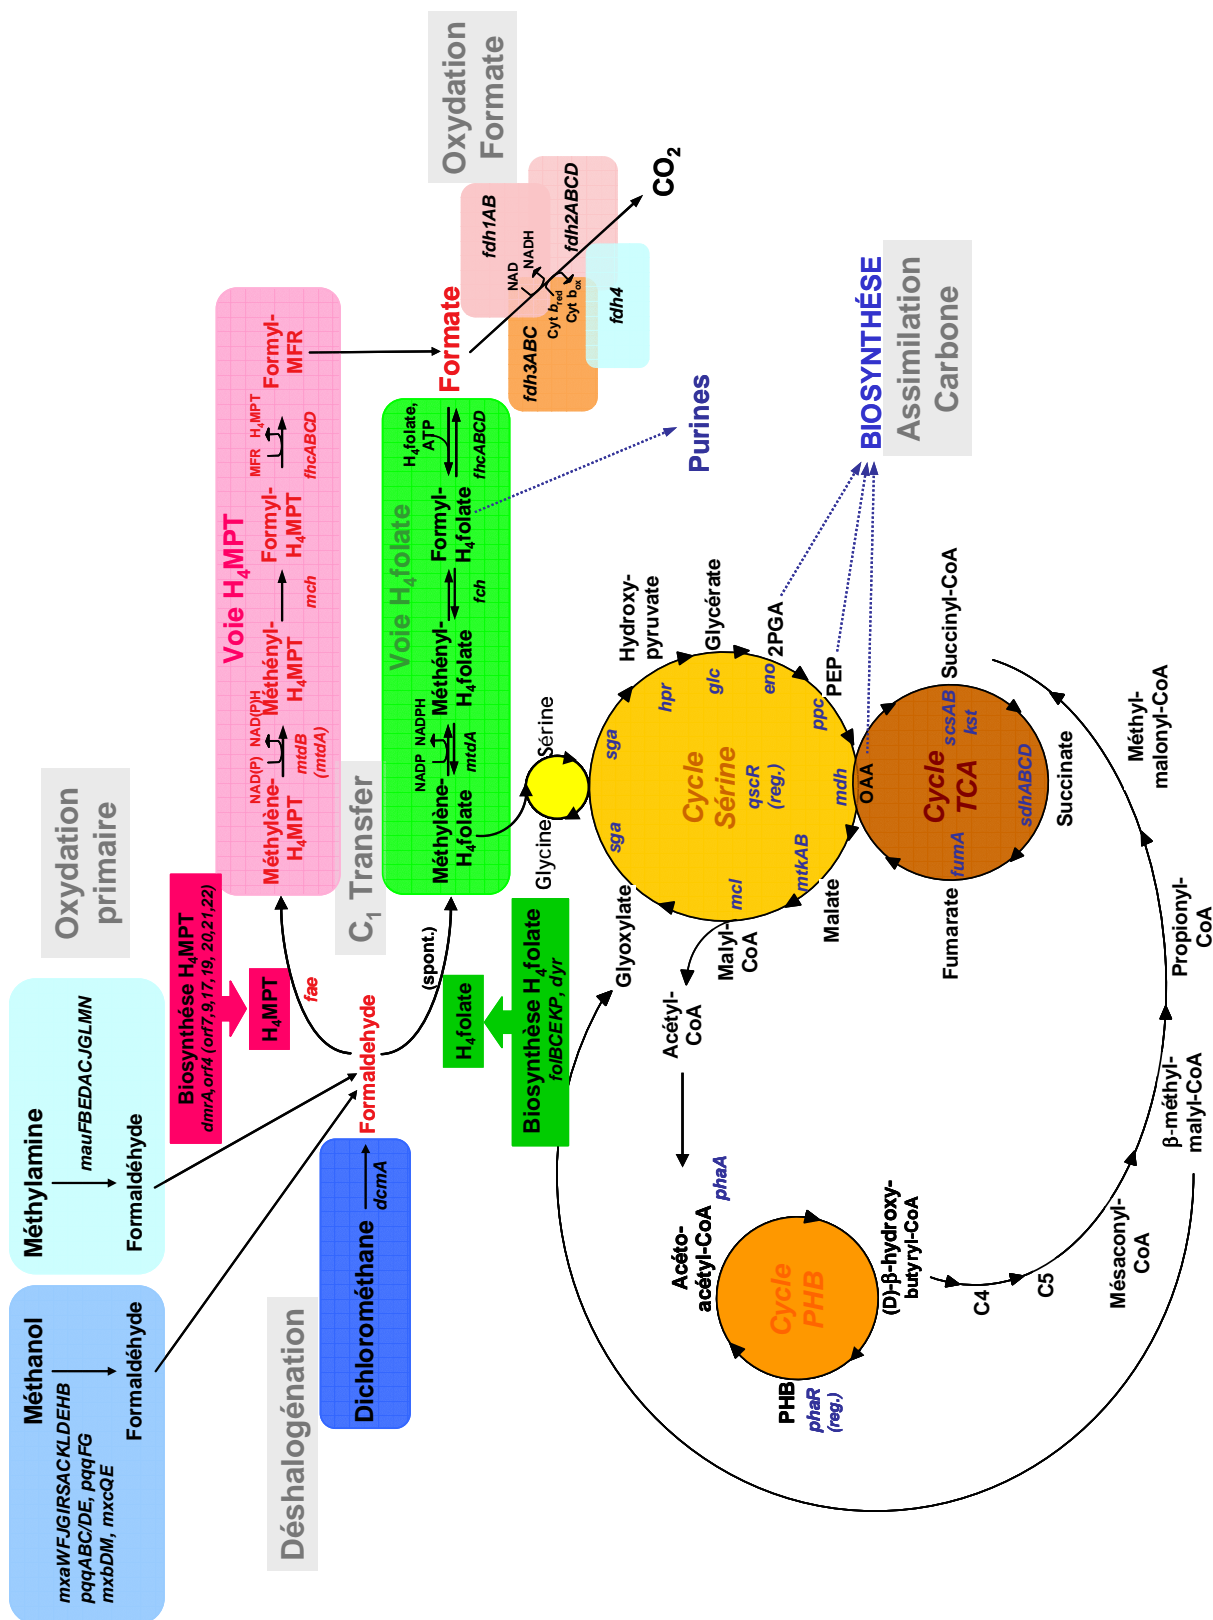 Méthanol
mxaWFJGIRSACKLDEHB
pqqABC/DE, pqqFG
mxbDM, mxcQE
Formaldéhyde
Méthylamine
mauFBEDACJGLMN
Formaldéhyde
Oxydation
primaire
Biosynthésé H4MPT
dmrA,orf4 (orf7,9,17,19, 20,21,22)
H4MPT
fae
Voie H4MPT
Méthylène-
H4MPT
NAD(P)
NAD(P)H
mtdB
(mtdA)
Méthényl-
H4MPT
mch
Formyl-
H4MPT
MFR
H4MPT
fhcABCD
Formyl-
MFR
Déshalogénation
Dichlorométhane
dcmA
Formaldehyde
C1 Transfer
(spont.)
H4folate
Biosynthèse H4folate
folBCEKP, dyr
Voie H4folate
Méthylène-
H4folate
NADP
NADPH
mtdA
Méthényl-
H4folate
fch
Formyl-
H4folate
H4folate,
ATP
fhcABCD
Formate
Oxydation
Formate
fdh1AB
NAD
NADH
fdh2ABCD
fdh3ABC
Cyt bred
Cyt box
fdh4
CO2
Purines
Glycine
Sérine
Glyoxylate
sga
sga
Hydroxy-
pyruvate
hpr
Glycérate
glc
eno
2PGA
ppc
PEP
Cycle
Sérine
qscR
(reg.)
mdh
OAA
mtkAB
Malate
mcl
Malyl-
CoA
Acétyl-
CoA
BIOSYNTHÉSE
Assimilation
Carbone
Cycle
TCA
scsAB
kst
Succinyl-CoA
sdhABCD
Succinate
fumA
Fumarate
Acéto-
acétyl-CoA
phaA
Cycle
PHB
PHB
phaR
(reg.)
(D)-β-hydroxy-
butyryl-CoA
C4
C5
Mésaconyl-
CoA
β-méthyl-
malyl-CoA
Propionyl-
CoA
Méthyl-
malonyl-CoA